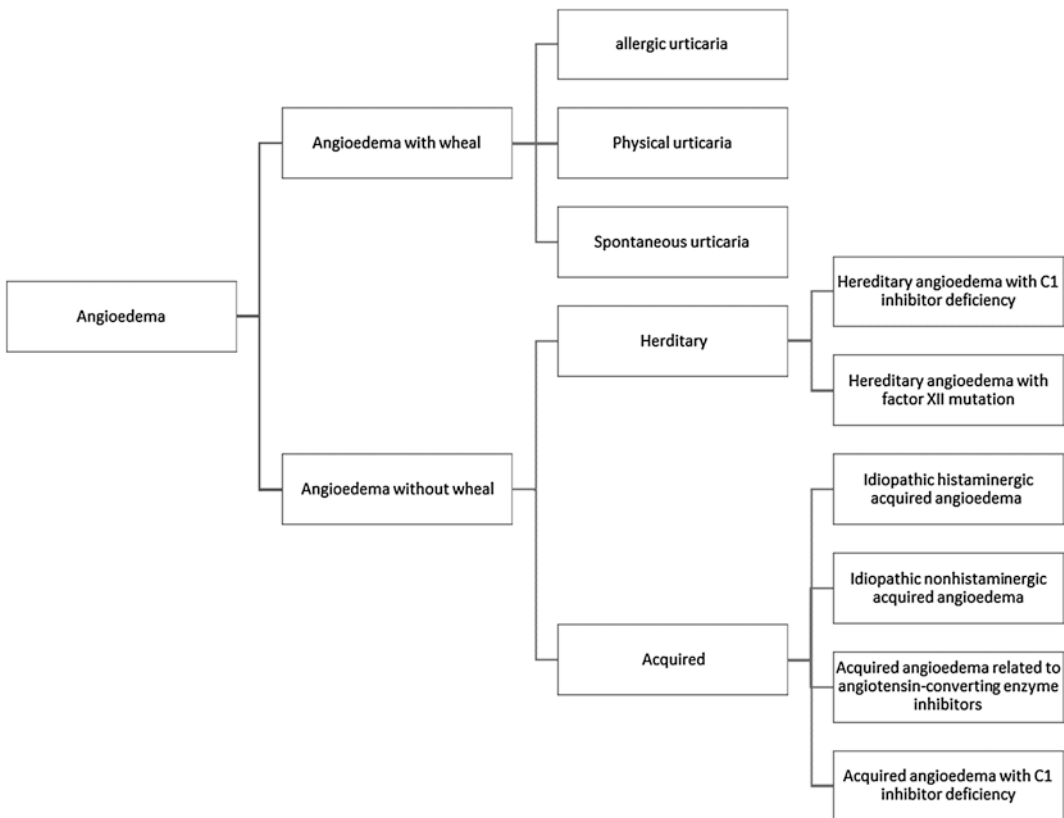 allergic urticaria
Angioedema with wheal
Physical urticaria
Spontaneous urticaria
Angioedema
Hereditary angioedema with C1
inhibitor deficiency
Herditary
Hereditary angioedema with
factor XII mutation
Angioedema without wheal
Idiopathic histaminergic
acquired angioedema
Idiopathic nonhistaminergic
acquired angioedema
Acquired
Acquired angioedema related to
angiotensin-converting enzyme
inhibitors
Acquired angioedema with C1
inhibitor deficiency